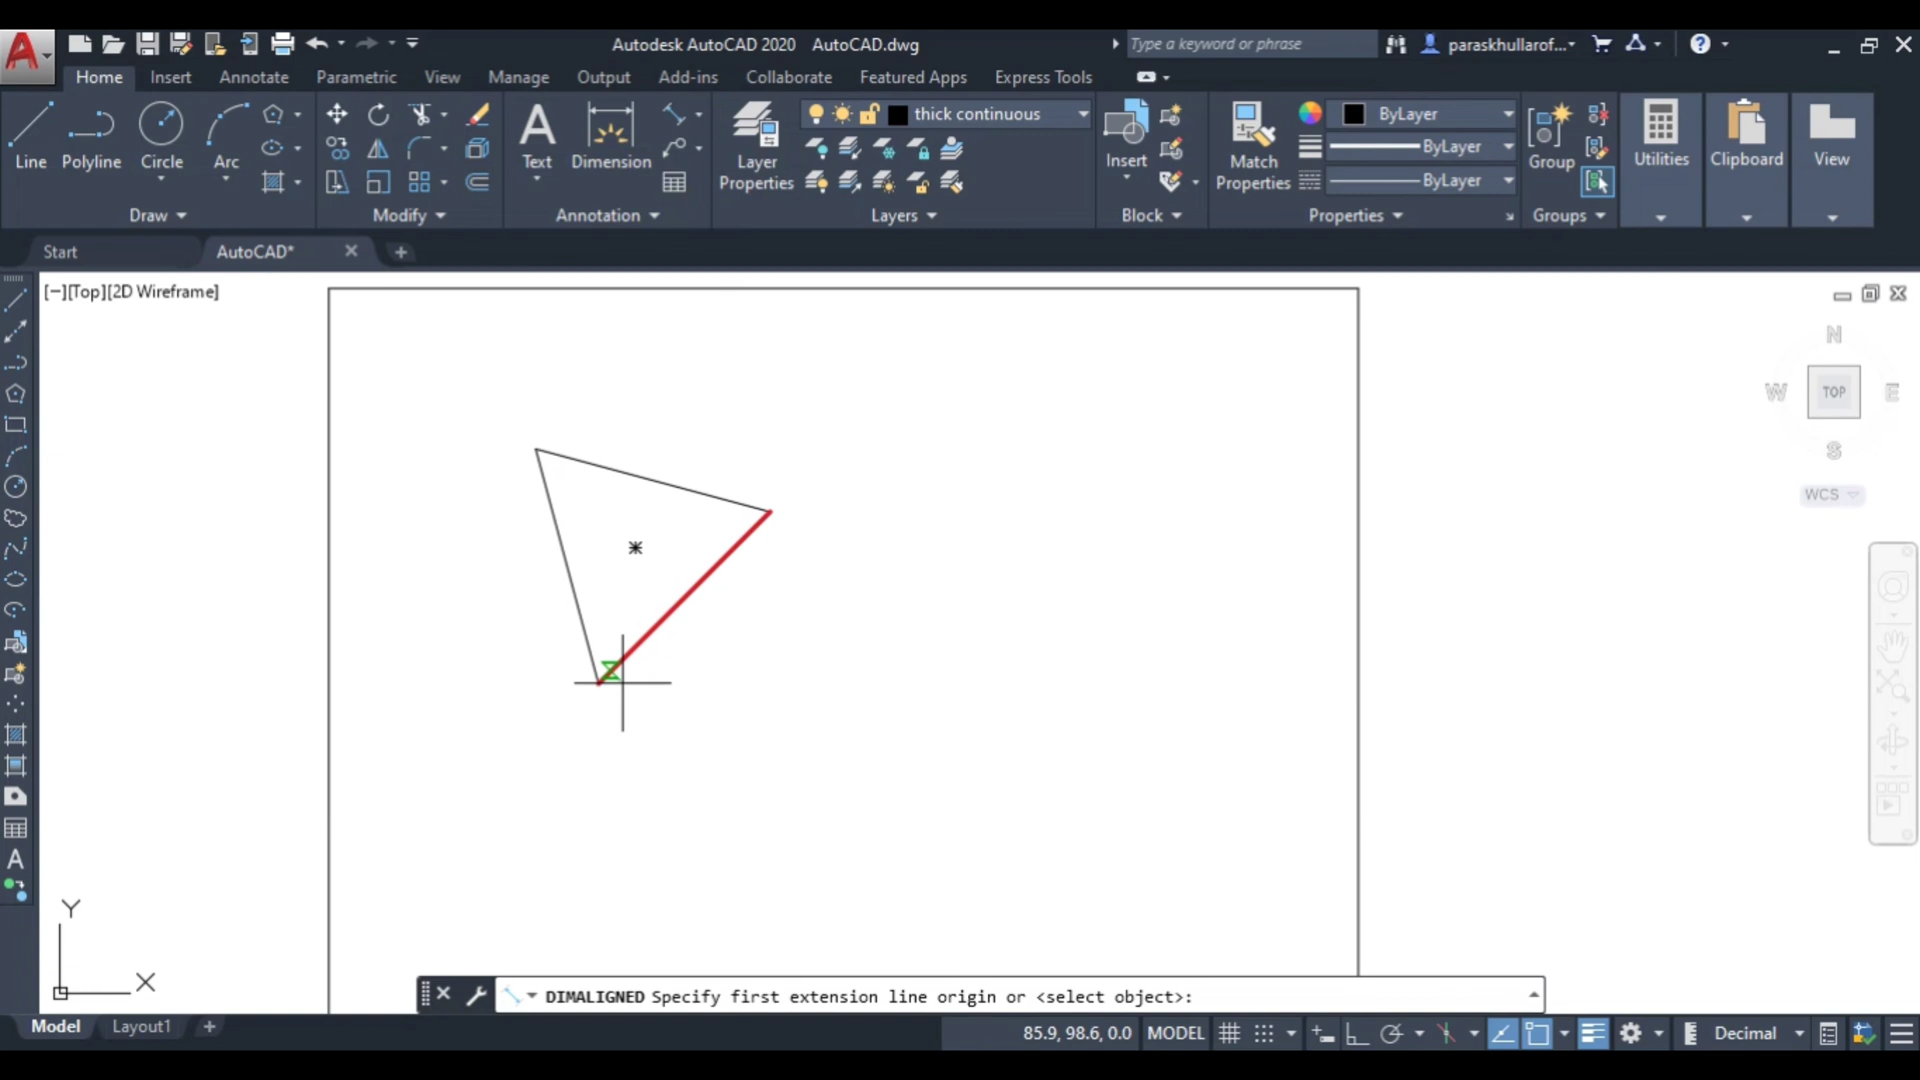 Autodesk AutoCAD 2020 AutoCAD.dwg
Type a keyword or phrase
paraskhullarof...
Home Insert Annotate Parametric View Manage Output Add-ins Collaborate Featured Apps Express Tools
thick continuous
ByLayer
ByLayer
ByLayer
Line Polyline Circle Arc
Text Dimension
Layer Properties
Insert
Match Properties
Group
Utilities Clipboard View
Draw Modify Annotation Layers Block Properties Groups
Start AutoCAD*
[−][Top][2D Wireframe]
N
W TOP E
S
WCS
A
Y
X
DIMALIGNED Specify first extension line origin or <select object>:
Model Layout1
85.9, 98.6, 0.0 MODEL Decimal